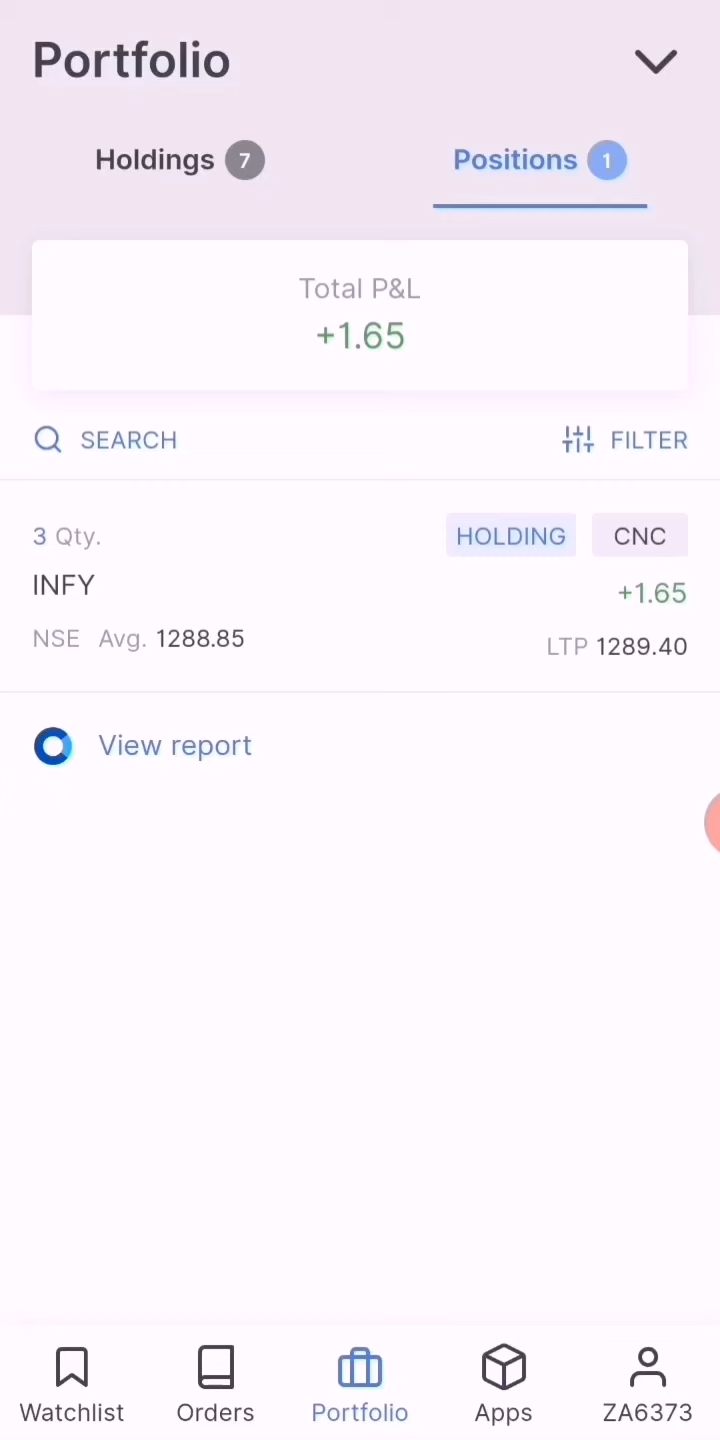 Portfolio
Holdings 7
Positions 1
Total P&L
+1.65
SEARCH
FILTER
3 Qty.
HOLDING CNC
INFY
+1.65
NSE Avg. 1288.85
LTP 1289.40
View report
Watchlist
Orders
Portfolio
Apps
ZA6373